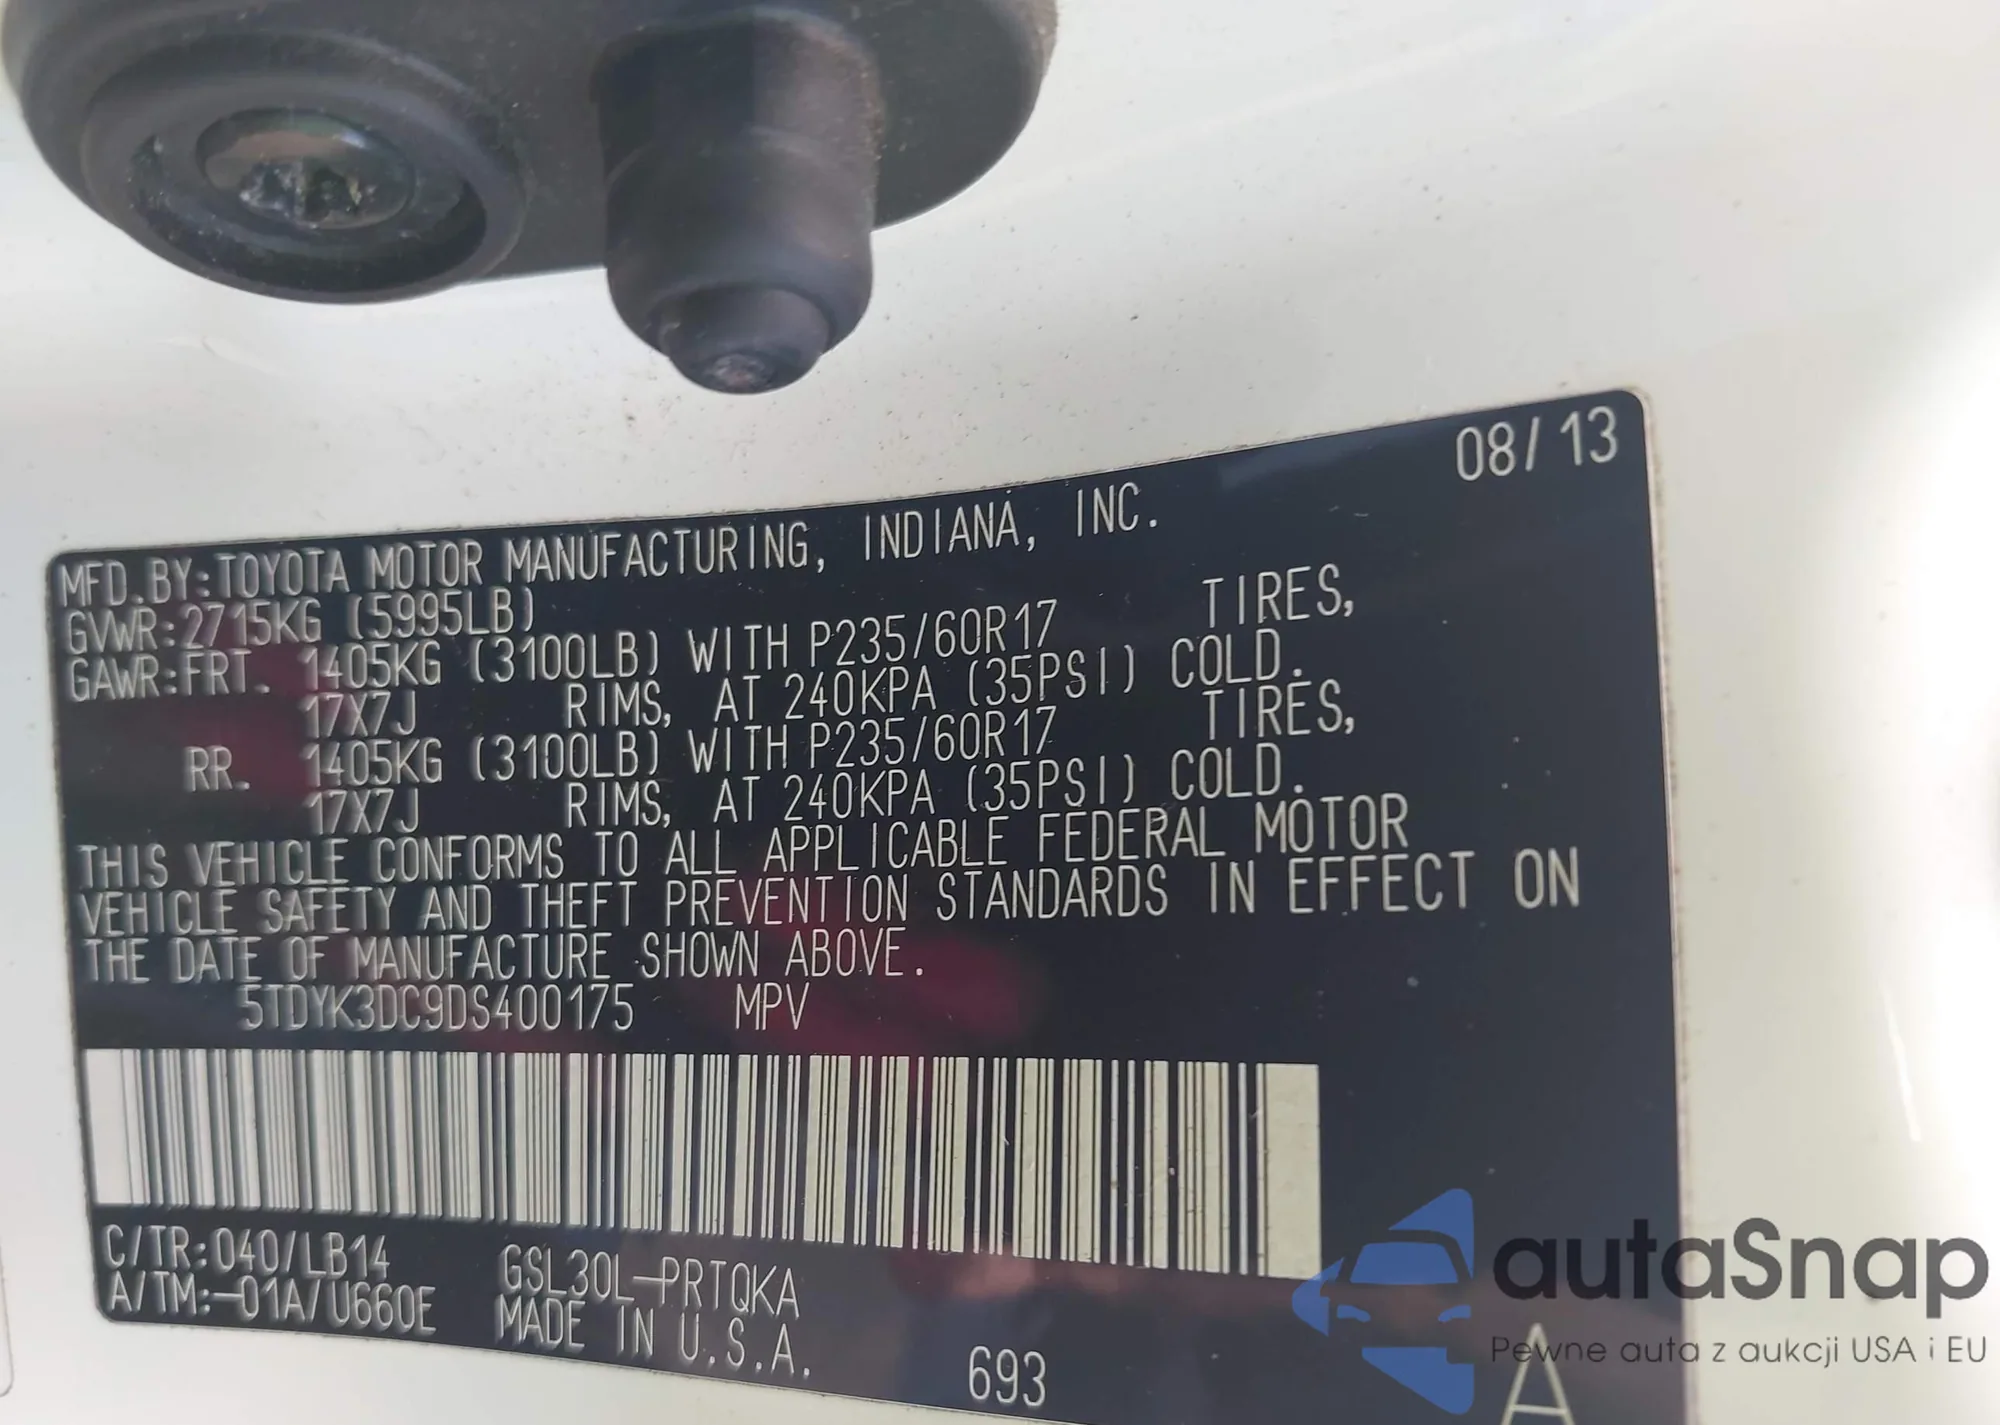 08/13
MFD.BY:TOYOTA MOTOR MANUFACTURING, INDIANA, INC.
GVWR:2715KG (5995LB)
GAWR:FRT. 1405KG (3100LB) WITH P235/60R17 TIRES,
17X7J RIMS, AT 240KPA (35PSI) COLD.
RR. 1405KG (3100LB) WITH P235/60R17 TIRES,
17X7J RIMS, AT 240KPA (35PSI) COLD.
THIS VEHICLE CONFORMS TO ALL APPLICABLE FEDERAL MOTOR
VEHICLE SAFETY AND THEFT PREVENTION STANDARDS IN EFFECT ON
THE DATE OF MANUFACTURE SHOWN ABOVE.
5TDYK3DC9DS400175 MPV
C/TR:040/LB14 GSL30L-PRTQKA
A/TM:-01A/U660E MADE IN U.S.A.
693 A
autaSnap
Pewne auta z aukcji USA i EU